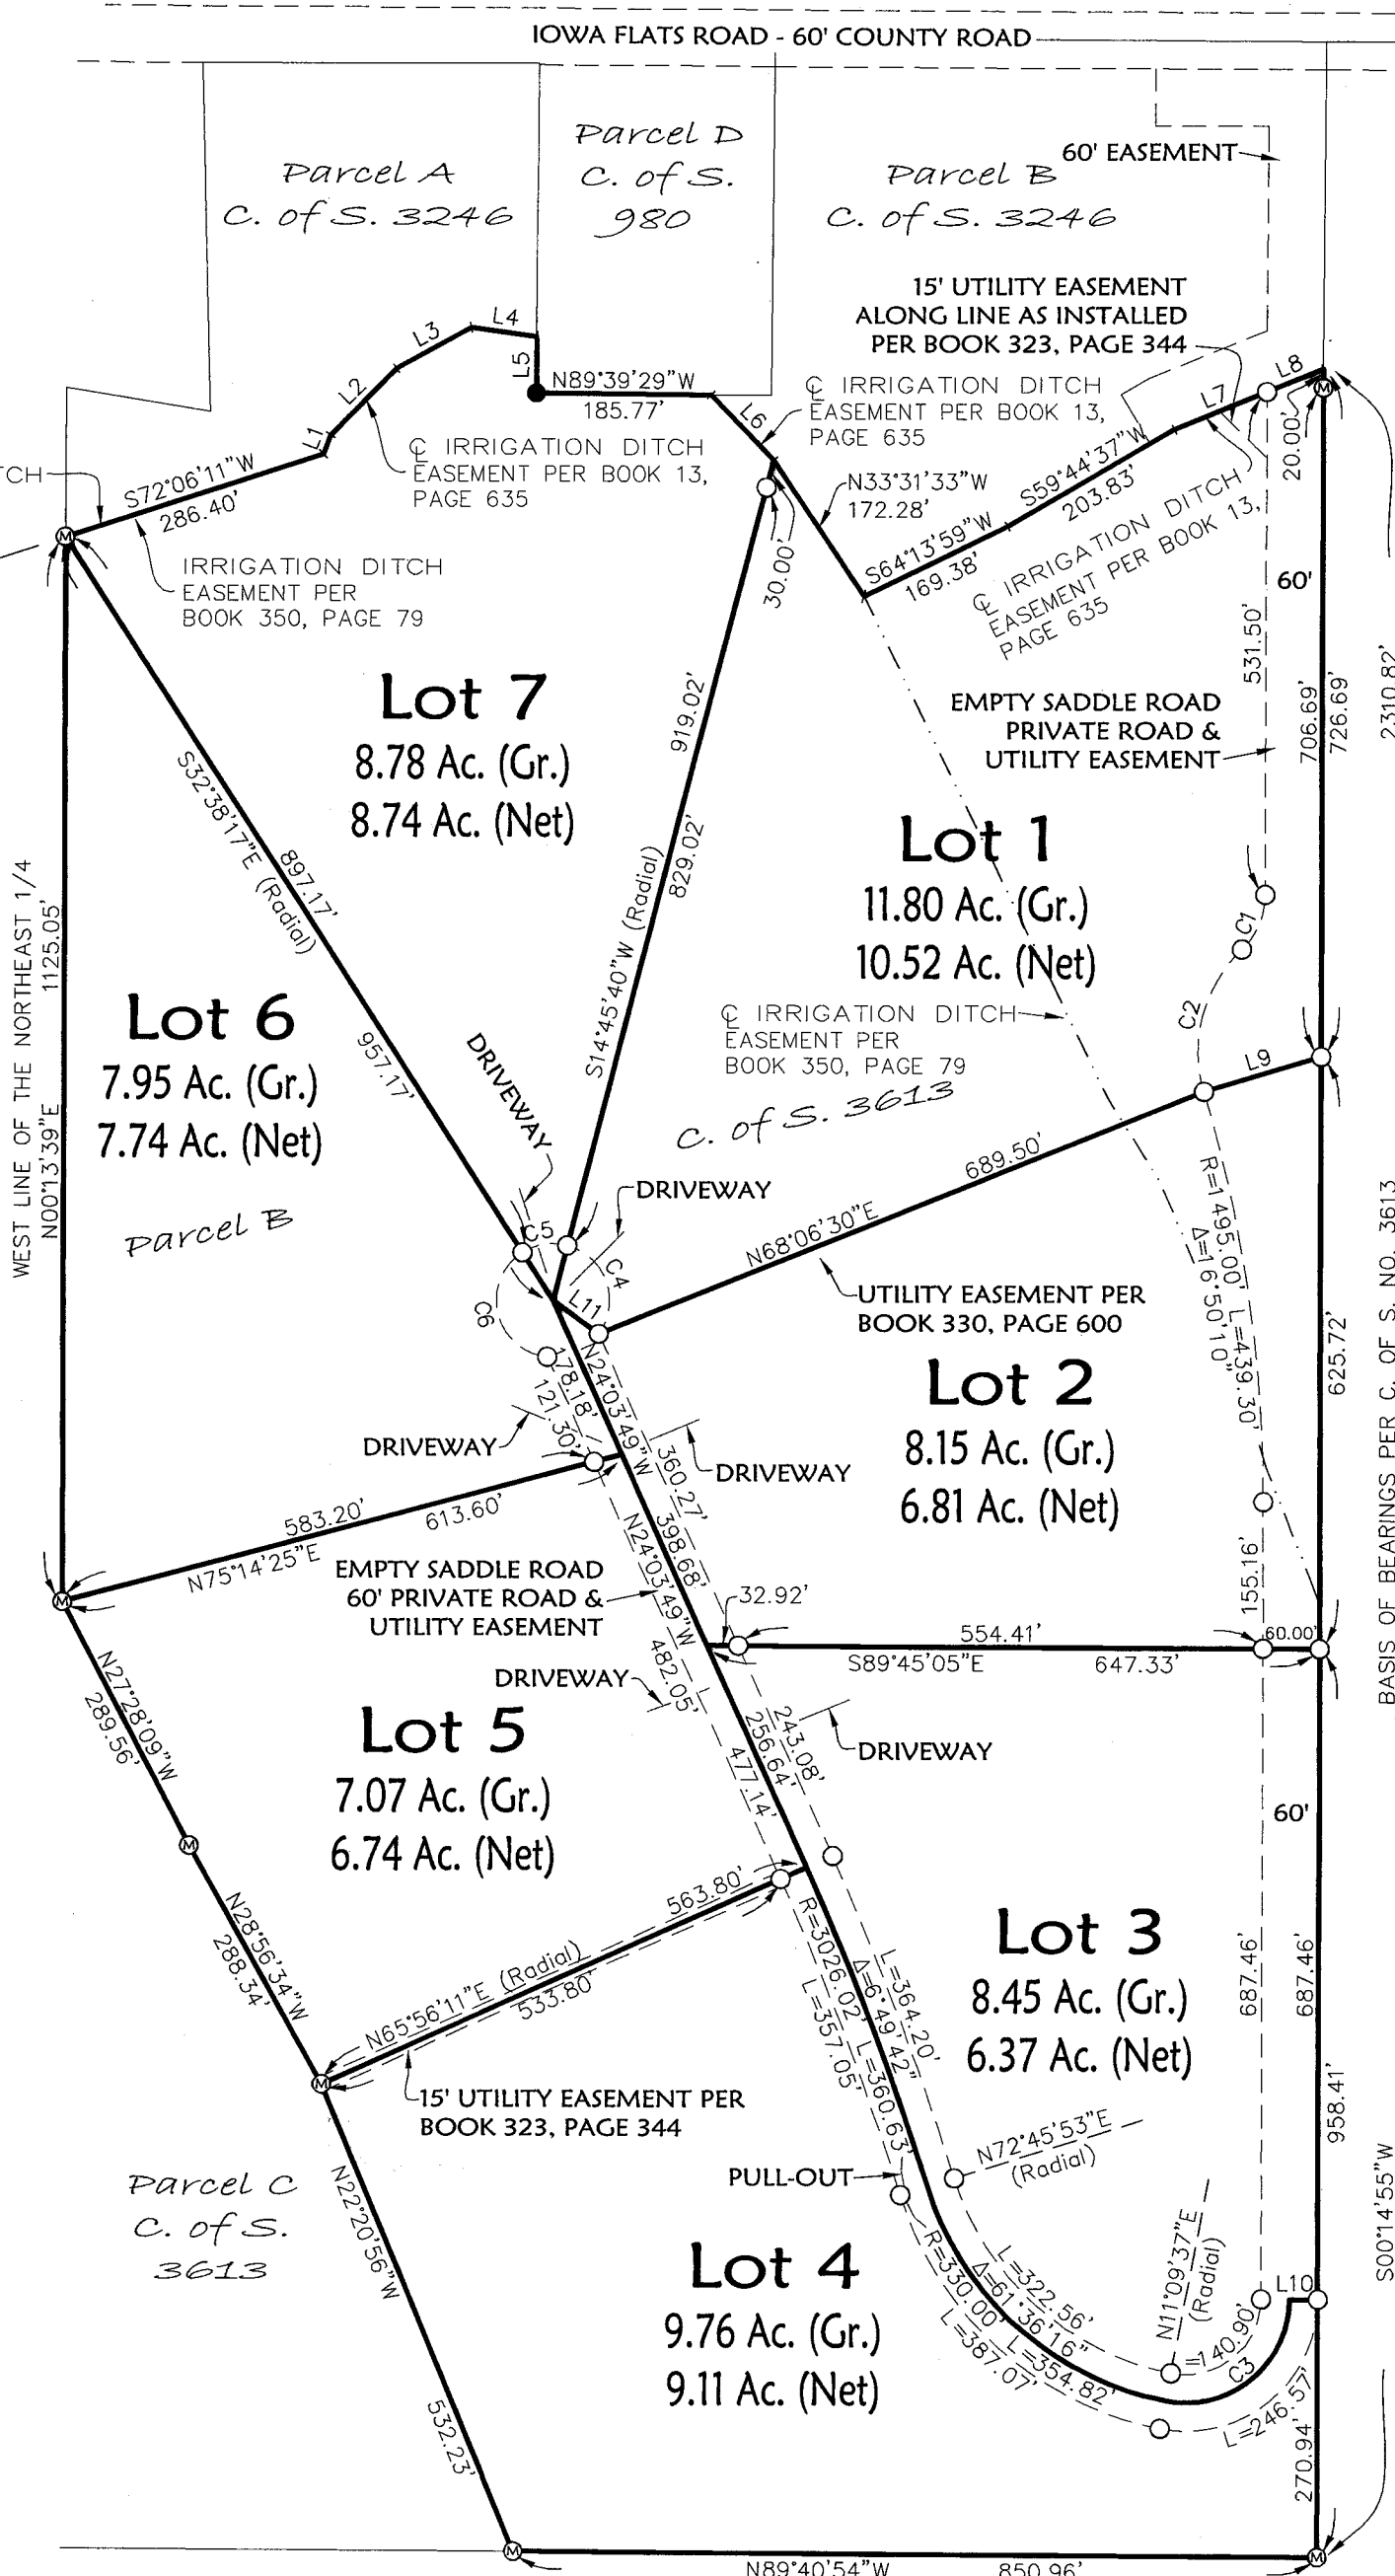 IOWA FLATS ROAD - 60' COUNTY ROAD
Parcel A
C. of S. 3246
Parcel D
C. of S.
980
Parcel B
C. of S. 3246
60' EASEMENT
15' UTILITY EASEMENT
ALONG LINE AS INSTALLED
PER BOOK 323, PAGE 344
L1
L2
L3
L4
L5
N89°39'29"W
185.77'
L6
L7
L8
20.00'
℄ IRRIGATION DITCH
EASEMENT PER BOOK 13,
PAGE 635
℄ IRRIGATION DITCH
EASEMENT PER BOOK 13,
PAGE 635
CH
S72°06'11"W
286.40'
IRRIGATION DITCH
EASEMENT PER
BOOK 350, PAGE 79
N33°31'33"W
172.28'
30.00'
S64°13'59"W
169.38'
S59°44'37"W
203.83'
℄ IRRIGATION DITCH
EASEMENT PER BOOK 13,
PAGE 635
60'
531.50'
706.69'
726.69'
2310.82'
Lot 7
8.78 Ac. (Gr.)
8.74 Ac. (Net)
S32°38'17"E (Radial)
897.17'
957.17'
919.02'
829.02'
S14°45'40"W (Radial)
EMPTY SADDLE ROAD
PRIVATE ROAD &
UTILITY EASEMENT
Lot 1
11.80 Ac. (Gr.)
10.52 Ac. (Net)
C1
C2
℄ IRRIGATION DITCH
EASEMENT PER
BOOK 350, PAGE 79
C. of S. 3613
WEST LINE OF THE NORTHEAST 1/4
N00°13'39"E
1125.05'
Lot 6
7.95 Ac. (Gr.)
7.74 Ac. (Net)
Parcel B
DRIVEWAY
DRIVEWAY
C5
C4
C6
L11
L9
689.50'
N68°06'30"E
UTILITY EASEMENT PER
BOOK 330, PAGE 600
R=1495.00' L=439.30'
Δ=16°50'10"
625.72'
BASIS OF BEARINGS PER C. OF S. NO. 3613
Lot 2
8.15 Ac. (Gr.)
6.81 Ac. (Net)
178.18'
121.30'
N24°03'49"W
360.27'
398.68'
DRIVEWAY
DRIVEWAY
583.20'
613.60'
N75°14'25"E
EMPTY SADDLE ROAD
60' PRIVATE ROAD &
UTILITY EASEMENT
N24°03'49"W
482.05'
32.92'
554.41'
S89°45'05"E
647.33'
155.16'
60.00'
DRIVEWAY
N27°28'09"W
289.56'
Lot 5
7.07 Ac. (Gr.)
6.74 Ac. (Net)
477.14'
256.64'
243.08'
DRIVEWAY
60'
N28°56'34"W
288.34'
563.80'
N65°56'11"E (Radial)
533.80'
15' UTILITY EASEMENT PER
BOOK 323, PAGE 344
R=3026.02' L=360.63'
Δ=6°49'42"
L=357.05'
L=364.20'
Lot 3
8.45 Ac. (Gr.)
6.37 Ac. (Net)
687.46'
687.46'
958.41'
S00°14'55"W
N72°45'53"E
(Radial)
PULL-OUT
Parcel C
C. of S.
3613
N22°20'56"W
532.23'
Lot 4
9.76 Ac. (Gr.)
9.11 Ac. (Net)
L=322.56'
Δ=61°36'16"
R=330.00' L=354.82'
L=387.07'
N11°09'37"E
(Radial)
L10
=140.90'
C3
L=246.57'
270.94'
N89°40'54"W
850.96'